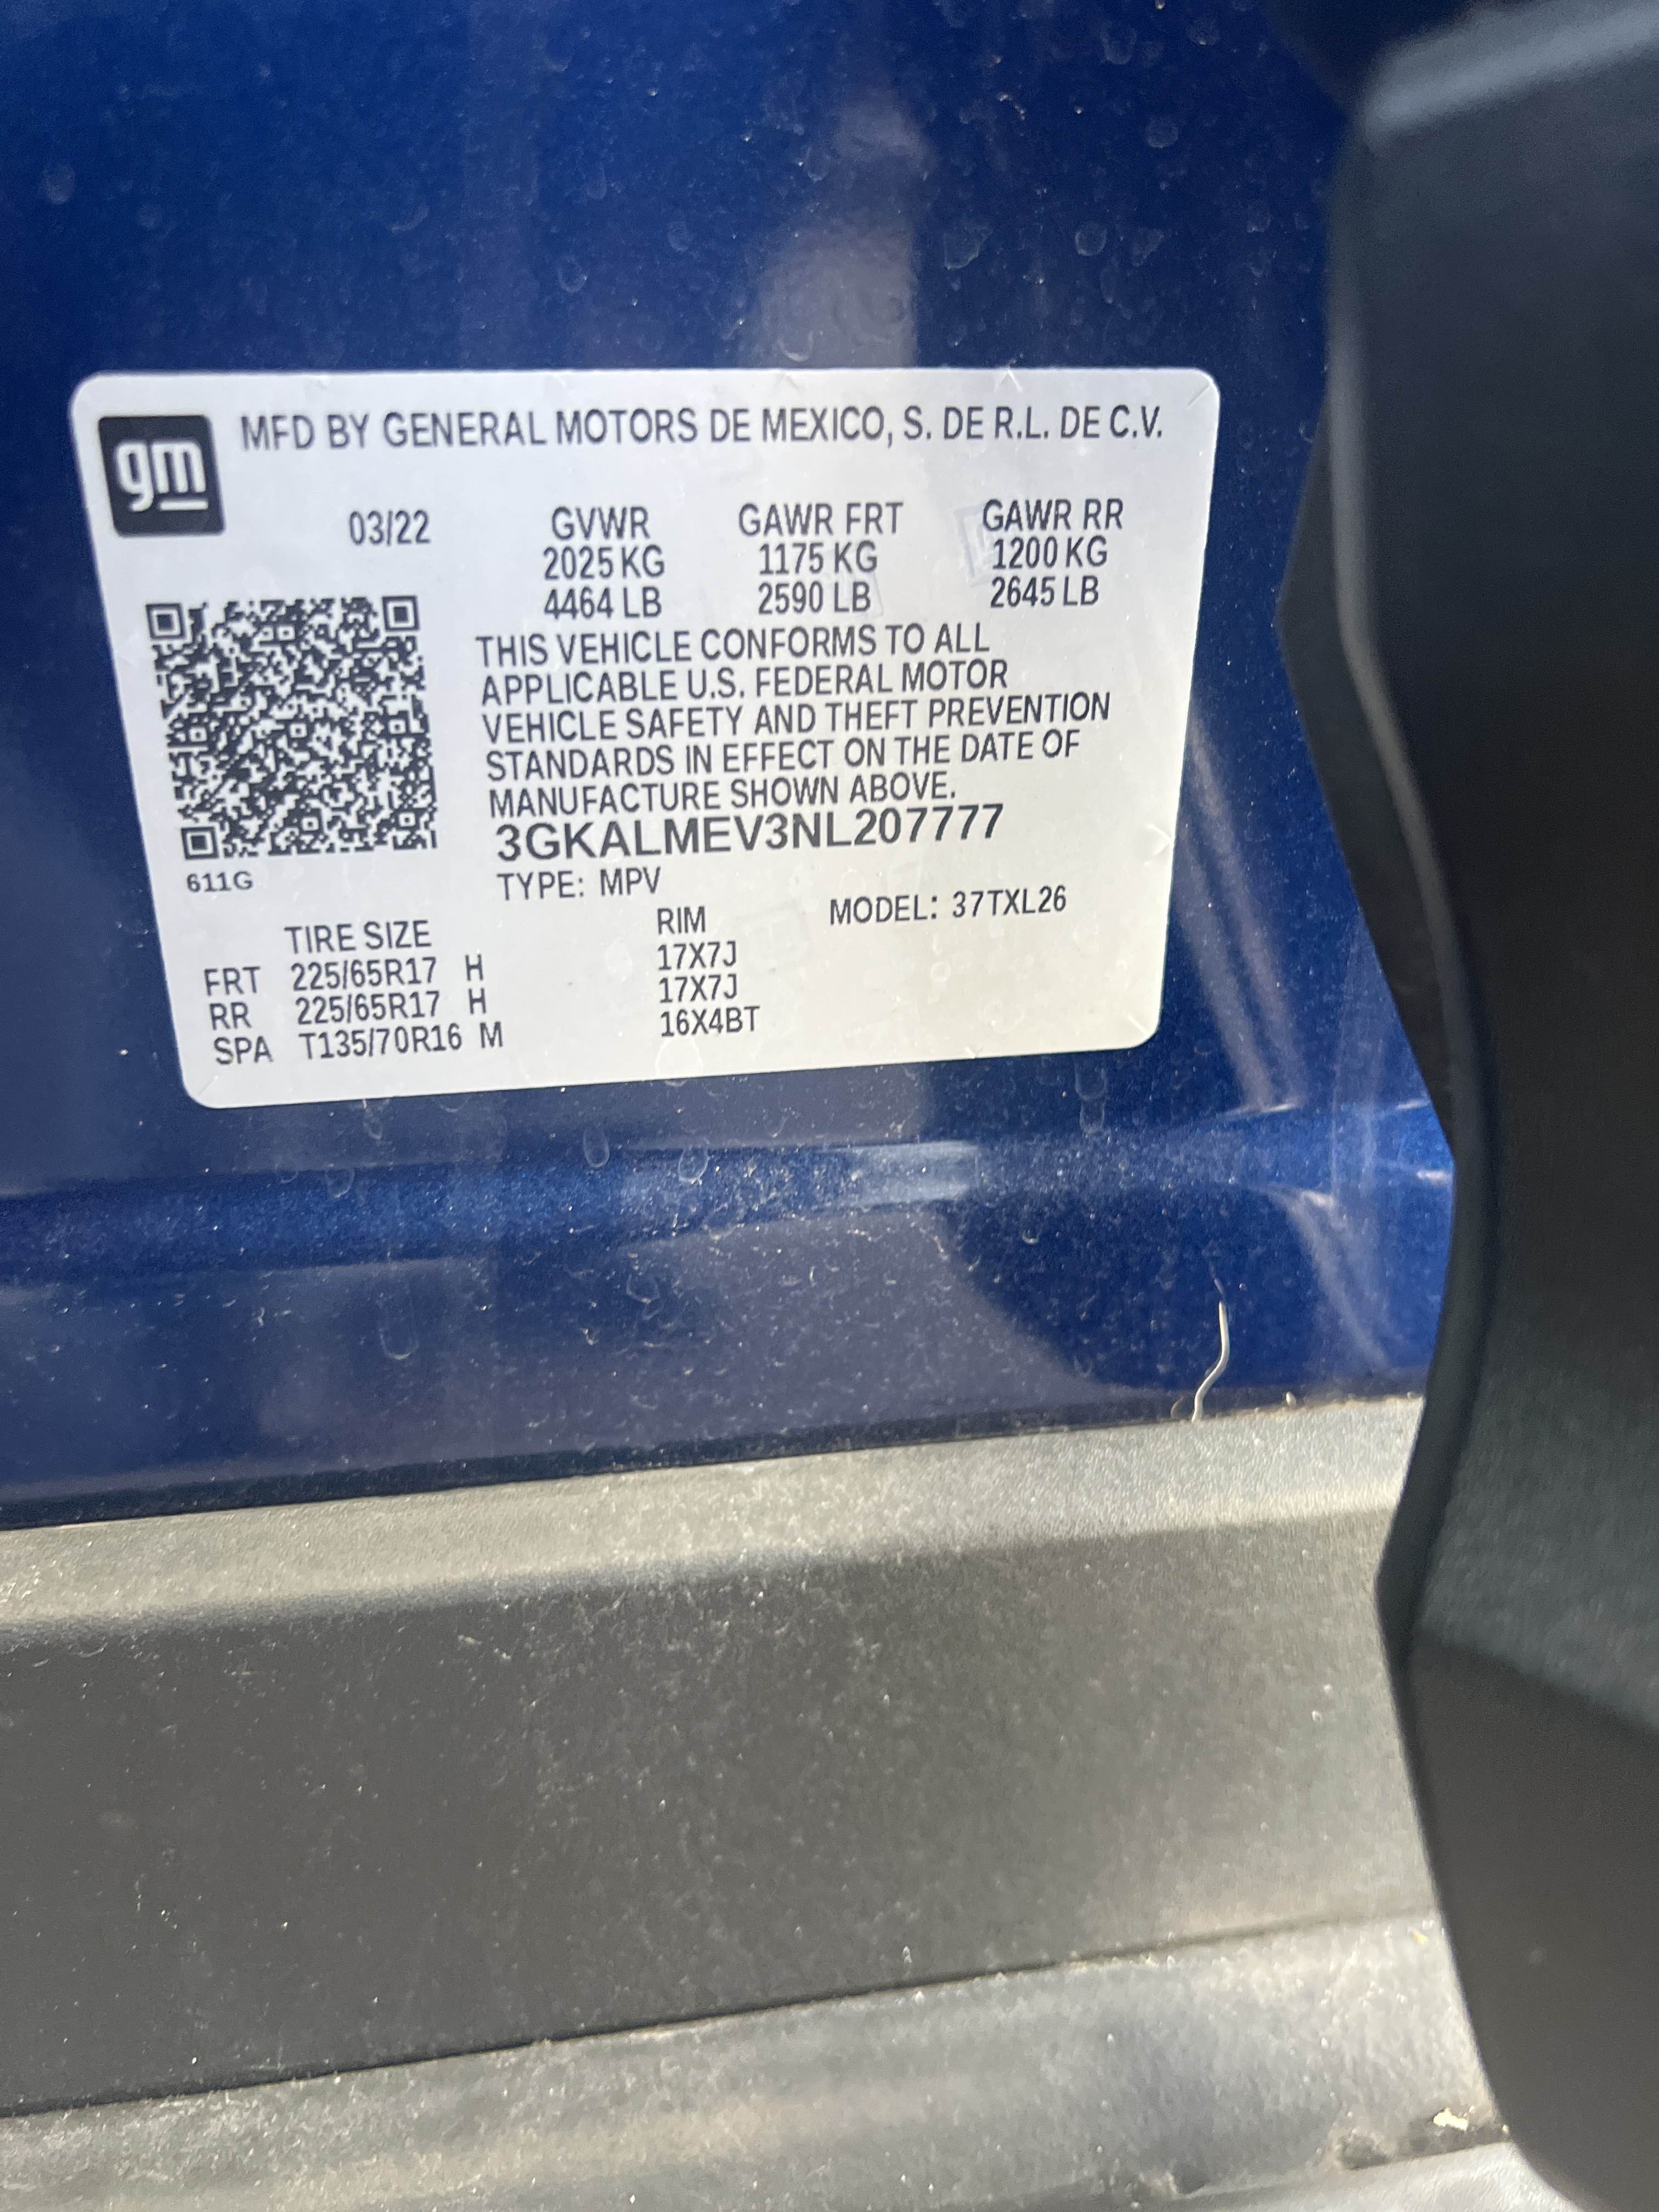 gm
MFD BY GENERAL MOTORS DE MEXICO, S. DE R.L. DE C.V.
03/22 GVWR GAWR FRT GAWR RR
2025 KG 1175 KG 1200 KG
4464 LB 2590 LB 2645 LB
THIS VEHICLE CONFORMS TO ALL
APPLICABLE U.S. FEDERAL MOTOR
VEHICLE SAFETY AND THEFT PREVENTION
STANDARDS IN EFFECT ON THE DATE OF
MANUFACTURE SHOWN ABOVE.
3GKALMEV3NL207777
611G
TYPE: MPV MODEL: 37TXL26
TIRE SIZE RIM
FRT 225/65R17 H 17X7J
RR 225/65R17 H 17X7J
SPA T135/70R16 M 16X4BT